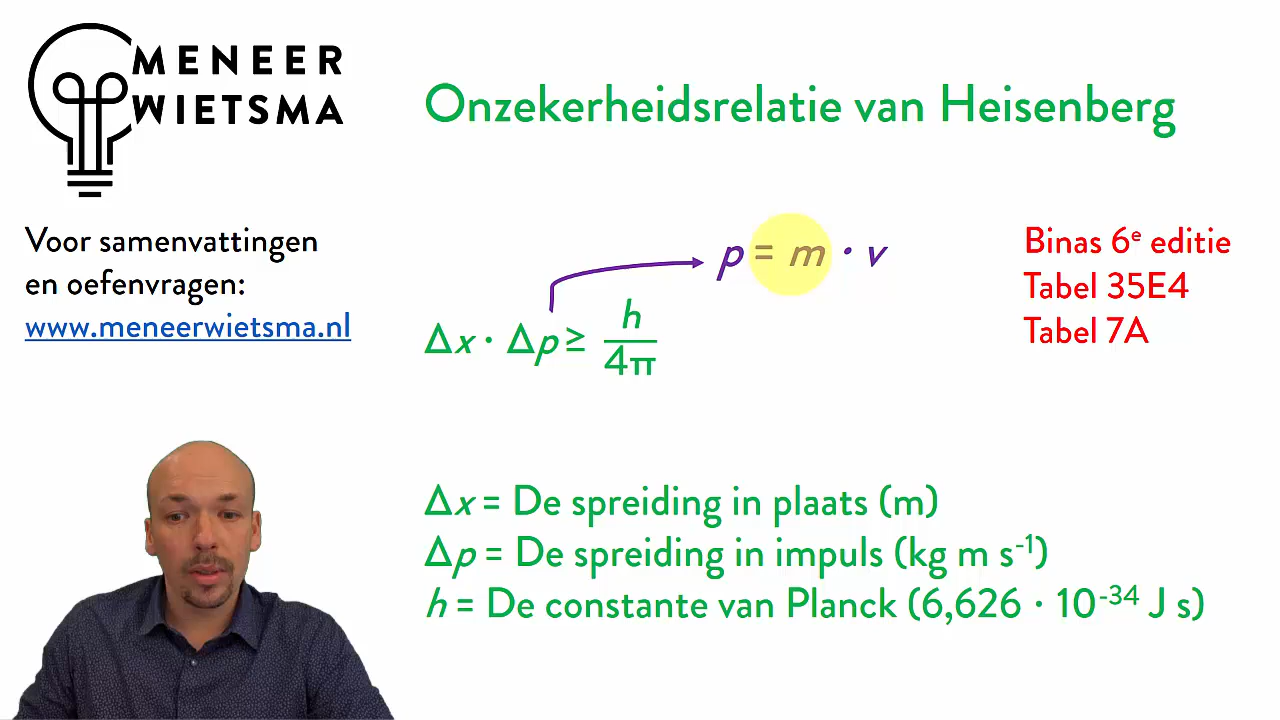 MENEER
WIETSMA
Onzekerheidsrelatie van Heisenberg
Voor samenvattingen
en oefenvragen:
www.meneerwietsma.nl
p = m · v
Δx · Δp ≥ h/4π
Binas 6ᵉ editie
Tabel 35E4
Tabel 7A
Δx = De spreiding in plaats (m)
Δp = De spreiding in impuls (kg m s⁻¹)
h = De constante van Planck (6,626 · 10⁻³⁴ J s)